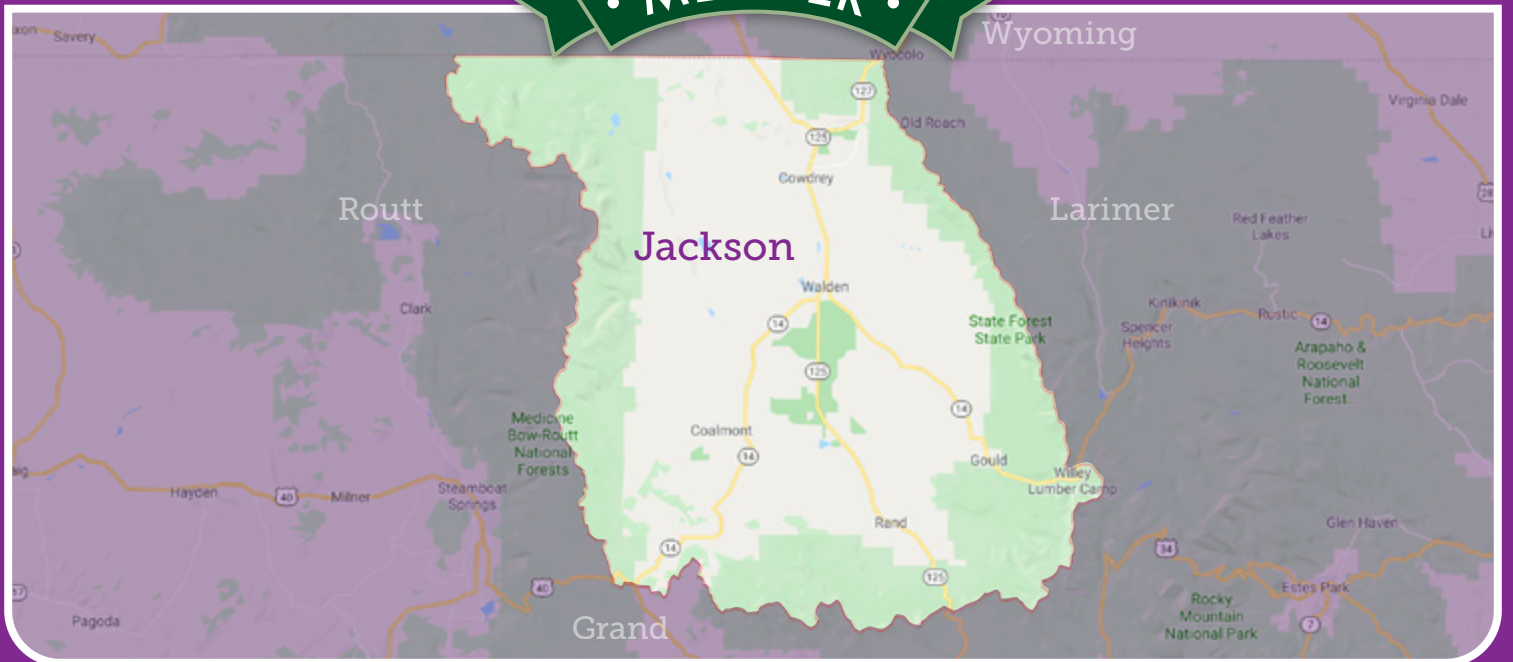 Savery
Wyoming
Wyocolo
127
Virginia Dale
Old Roach
125
Cowdrey
Routt
Larimer
Red Feather
Lakes
Jackson
Walden
Clark
Kinikinik
Rustic
14
14
State Forest
State Park
Spencer
Heights
Arapaho &
Roosevelt
National
Forest...
125
14
Medicine
Bow-Routt
National
Forests
Coalmont
14
Gould
Willey
Lumber Camp
Hayden
40
Milner
Steamboat
Springs
Rand
Glen Haven
14
34
125
40
Estes Park
Pagoda
Grand
Rocky
Mountain
National Park
7